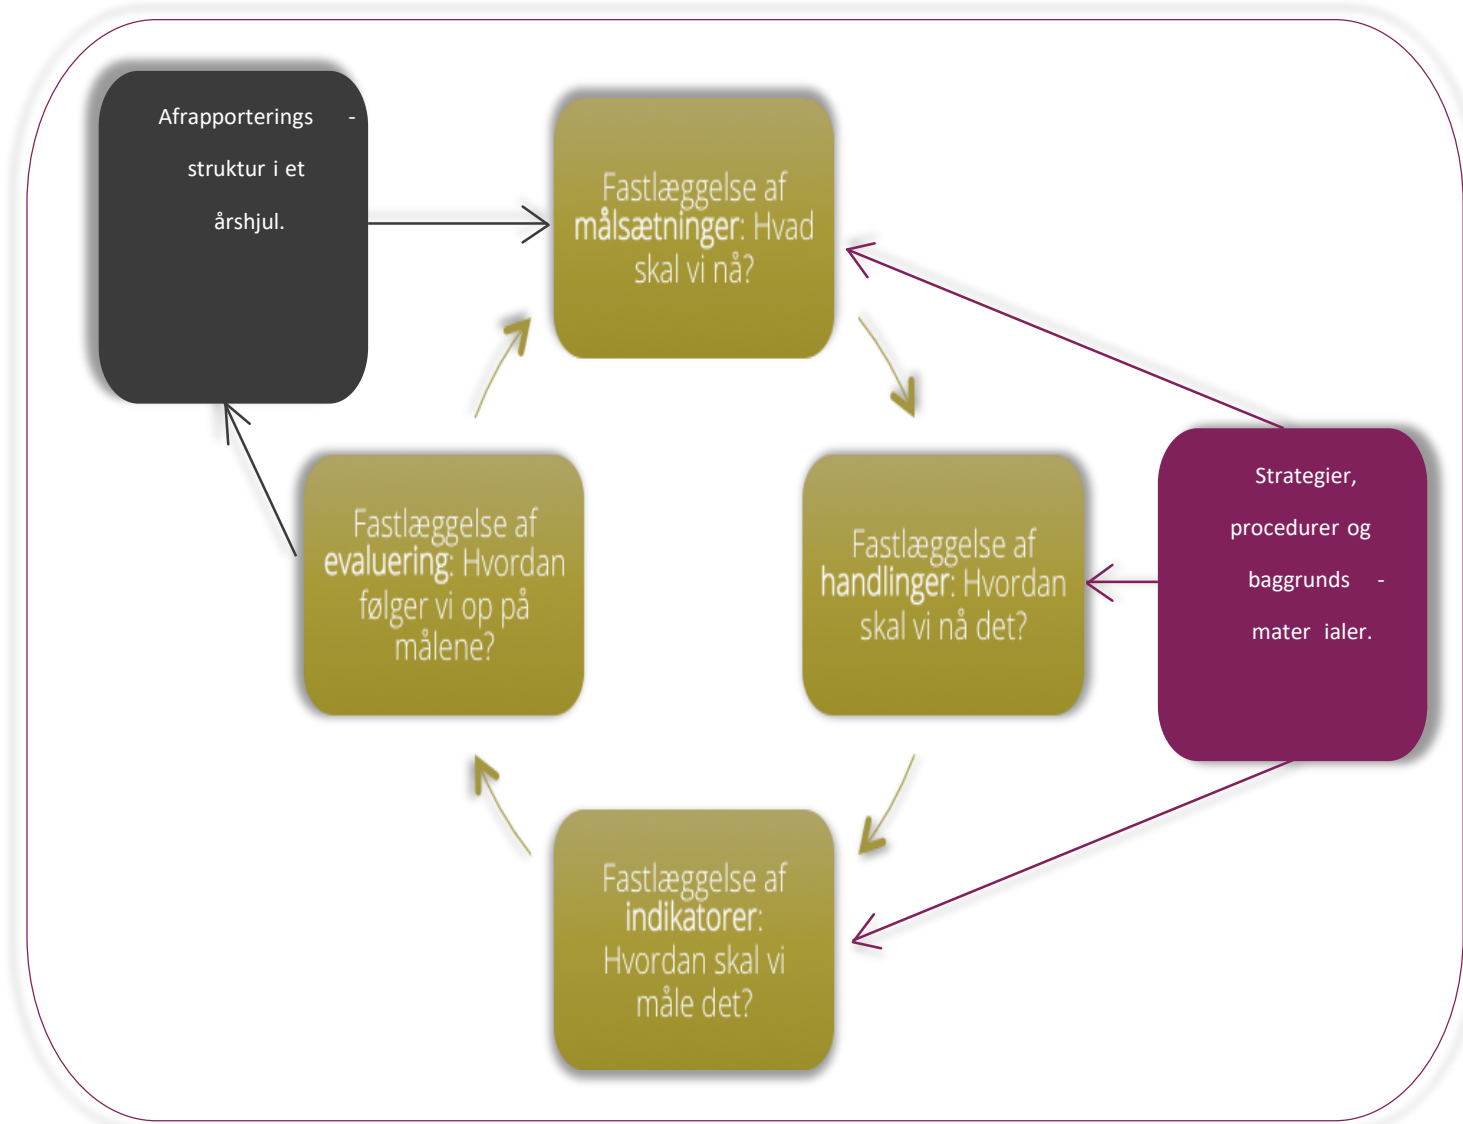 Afrapporterings -
struktur i et
årshjul.
Fastlæggelse af
målsætninger: Hvad
skal vi nå?
Fastlæggelse af
evaluering: Hvordan
følger vi op på
målene?
Fastlæggelse af
handlinger: Hvordan
skal vi nå det?
Strategier,
procedurer og
baggrunds -
mater ialer.
Fastlæggelse af
indikatorer:
Hvordan skal vi
måle det?